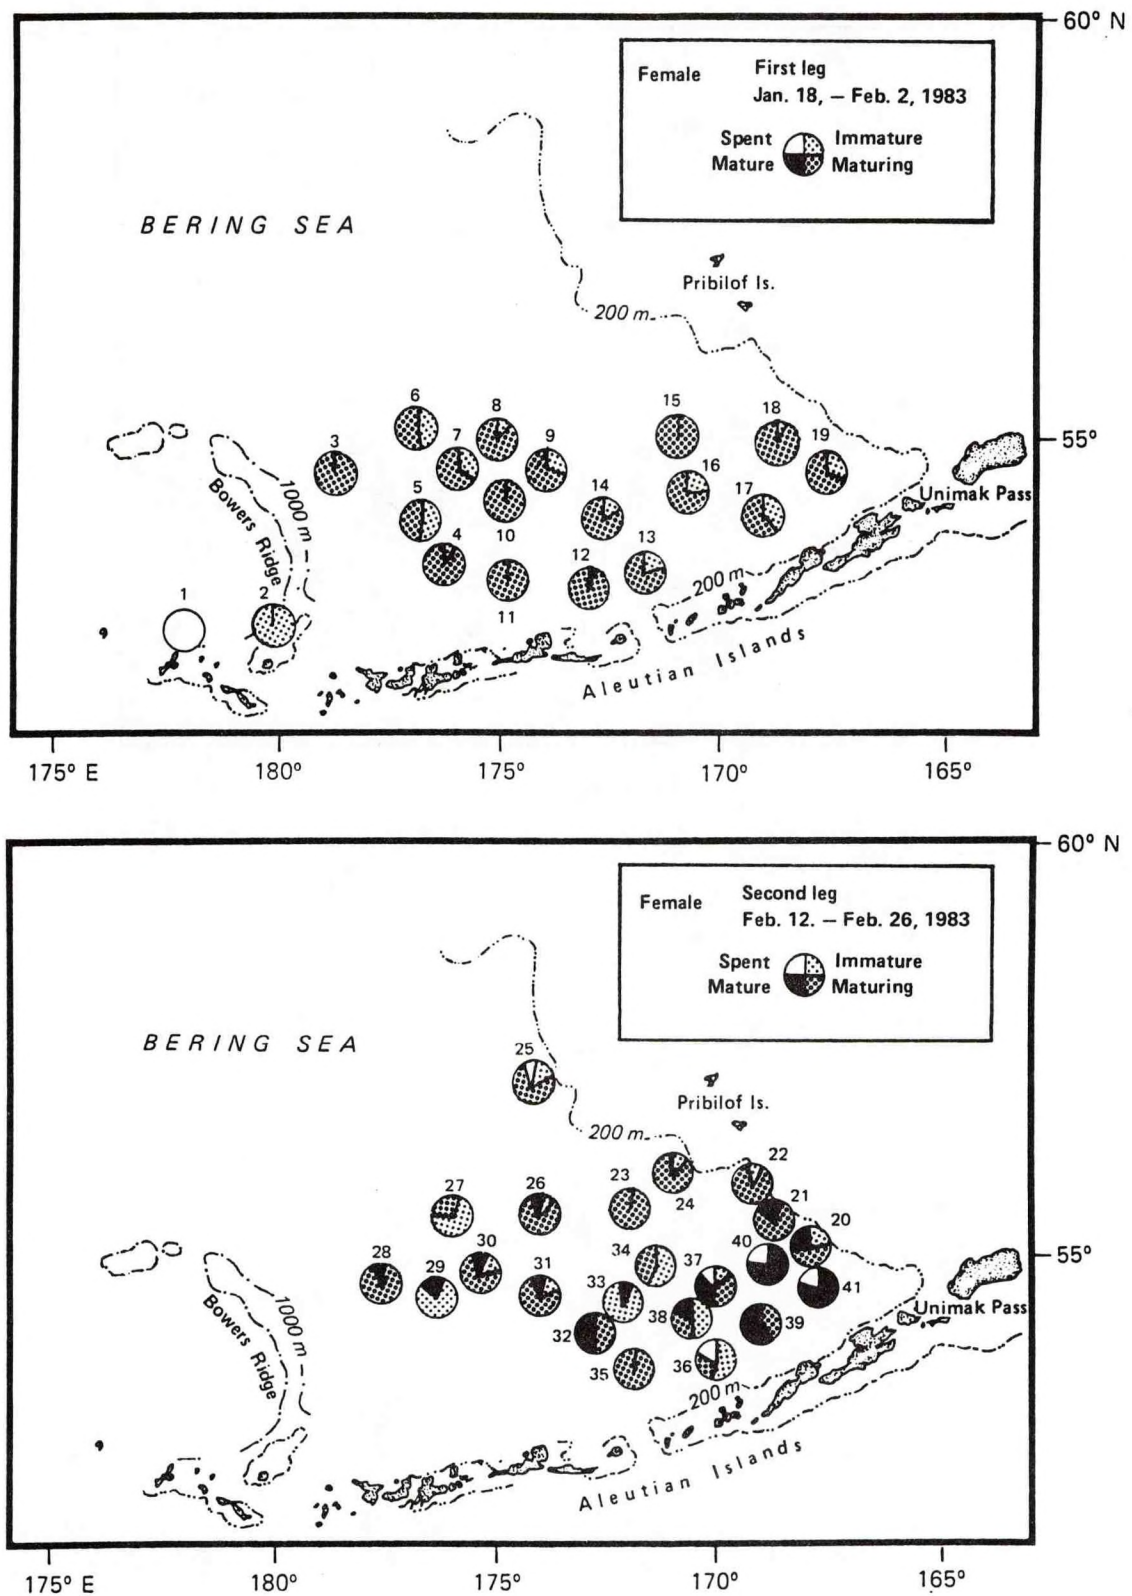 60° N
Female First leg
Jan. 18, – Feb. 2, 1983
Spent Immature
Mature Maturing
BERING SEA
Pribilof Is.
200 m
6
8
15
18
3
7
9
19
16
Unimak Pass
55°
1000 m
Bowers Ridge
5
14
17
4
10
13
12
200 m
1
2
11
Aleutian Islands
175° E 180° 175° 170° 165°
60° N
Female Second leg
Feb. 12. – Feb. 26, 1983
Spent Immature
Mature Maturing
BERING SEA
25
Pribilof Is.
200 m
22
27
26
23
24
21
20
40
30
34
37
55°
28
29
31
33
41
1000 m
Bowers Ridge
Unimak Pass
38
39
32
35
36
200 m
Aleutian Islands
175° E 180° 175° 170° 165°